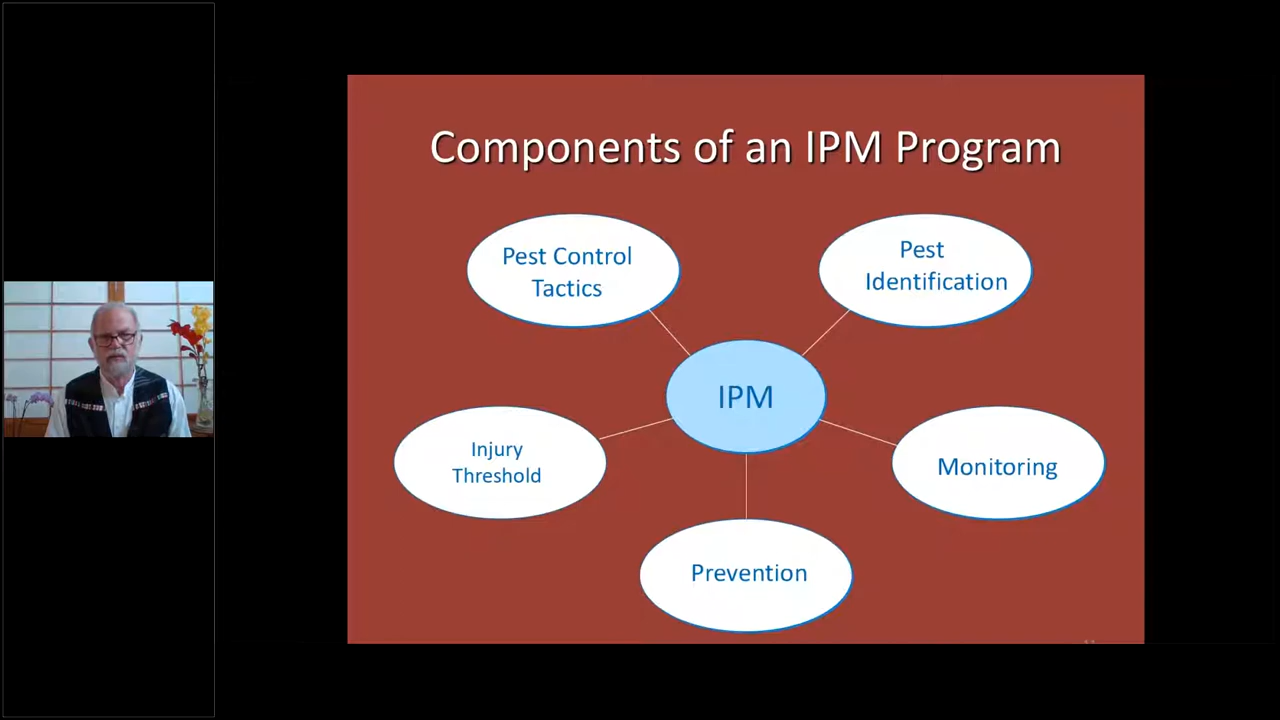 Components of an IPM Program
Pest Control
Tactics
Pest
Identification
IPM
Injury
Threshold
Monitoring
Prevention